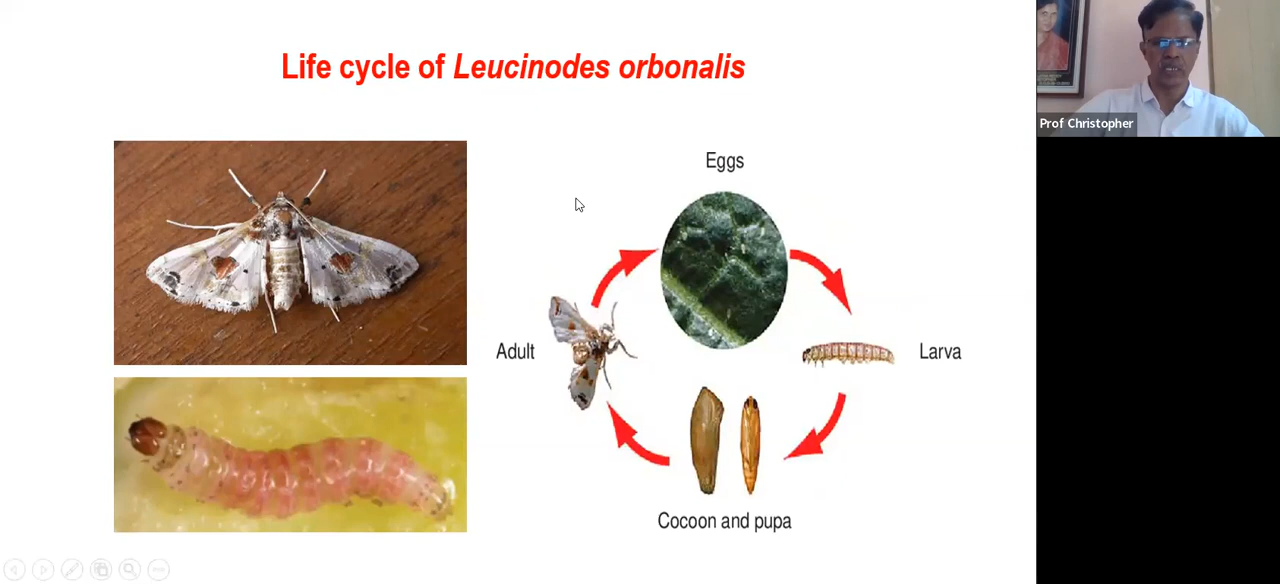 Life cycle of Leucinodes orbonalis
Prof Christopher
Eggs
Adult
Larva
Cocoon and pupa